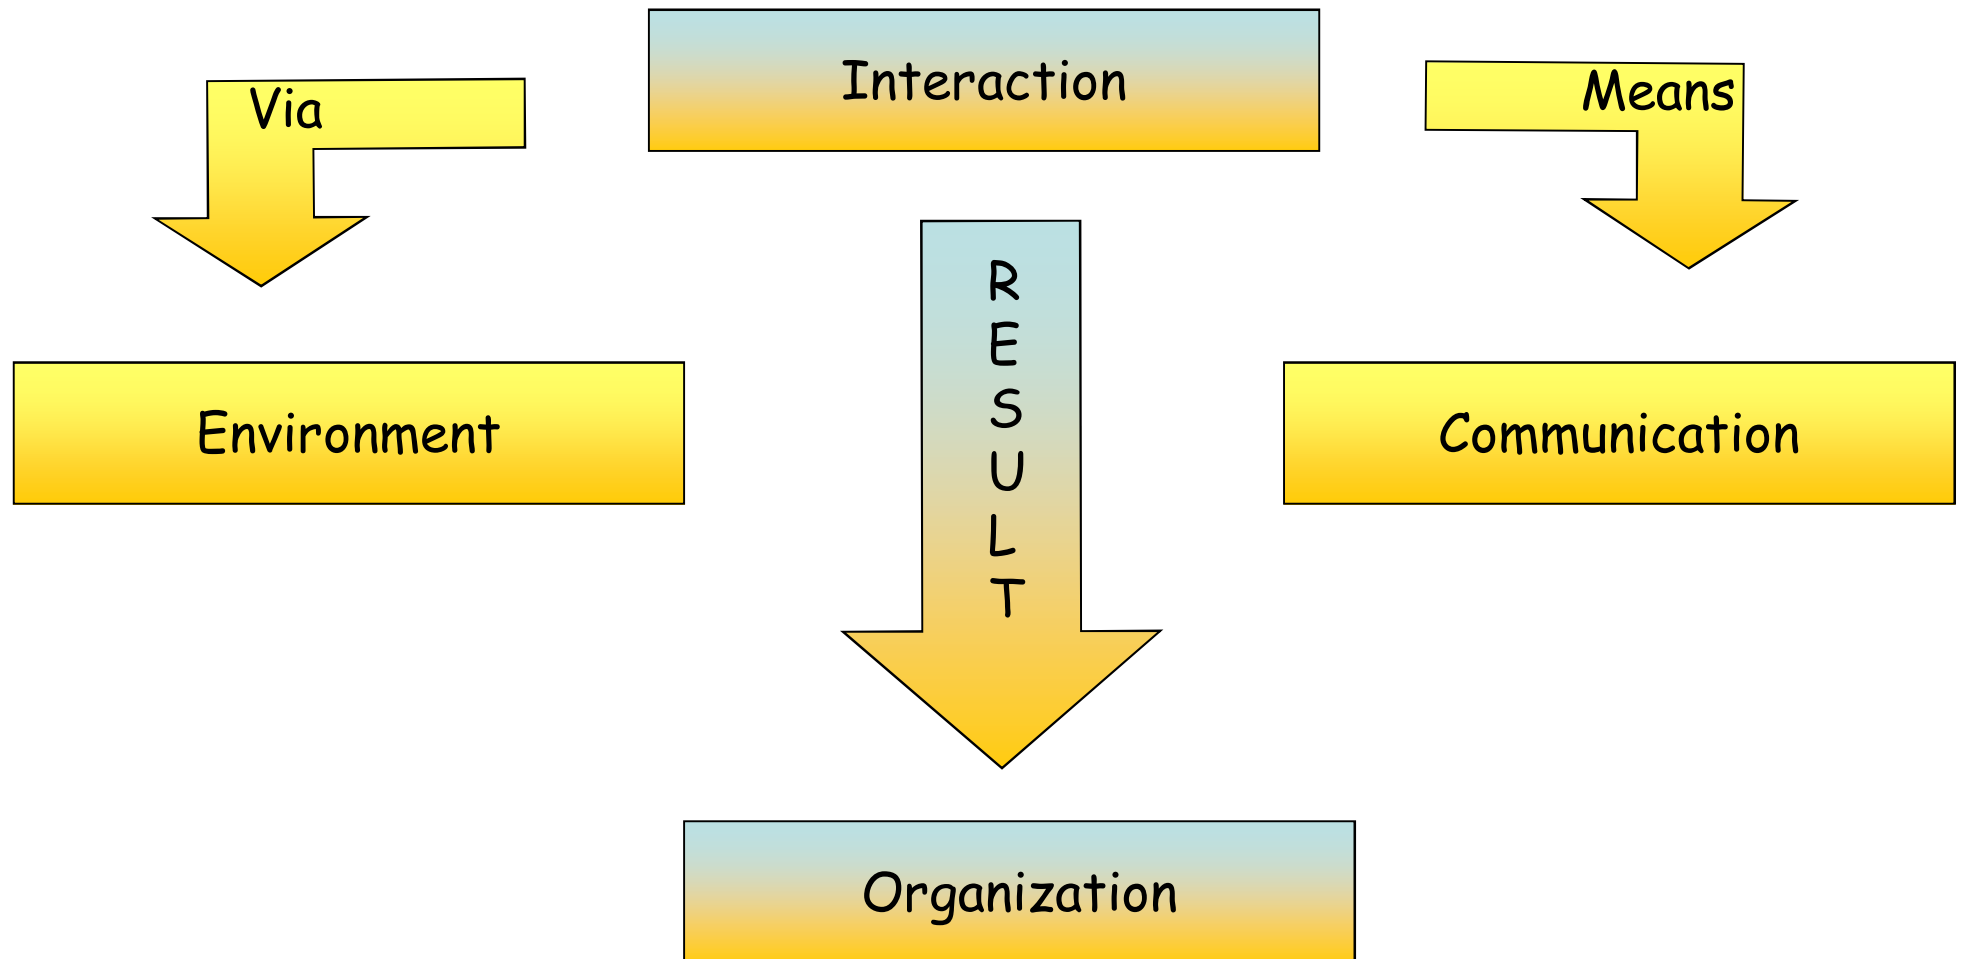 Interaction
Via
Means
R
E
S
U
L
T
Environment
Communication
Organization